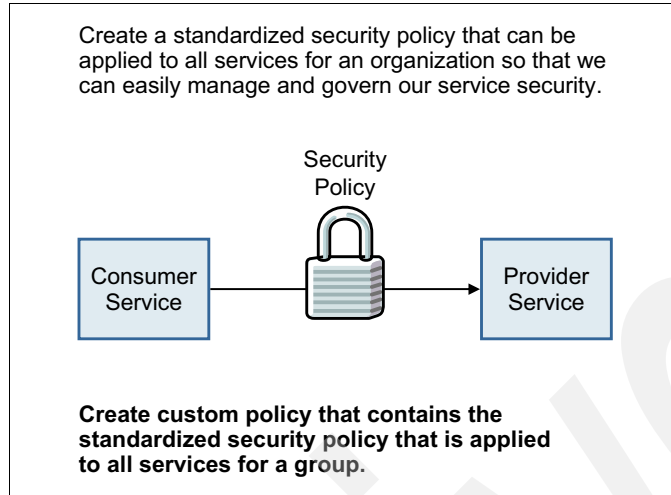 Create a standardized security policy that can be
applied to all services for an organization so that we
can easily manage and govern our service security.
Security
Policy
Consumer
Service
Provider
Service
Create custom policy that contains the
standardized security policy that is applied
to all services for a group.